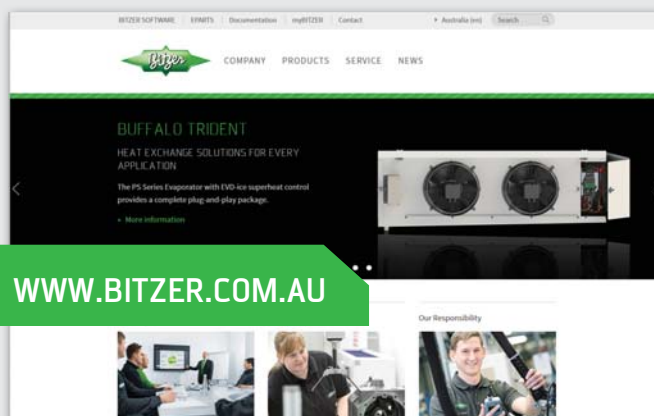 BITZER SOFTWARE EPARTS Documentation myBITZER Contact Australia (en) Search
Bitzer COMPANY PRODUCTS SERVICE NEWS
BUFFALO TRIDENT
HEAT EXCHANGE SOLUTIONS FOR EVERY
APPLICATION
The PS Series Evaporator with EVD-ice superheat control
provides a complete plug-and-play package.
More information
WWW.BITZER.COM.AU
Our Responsibility